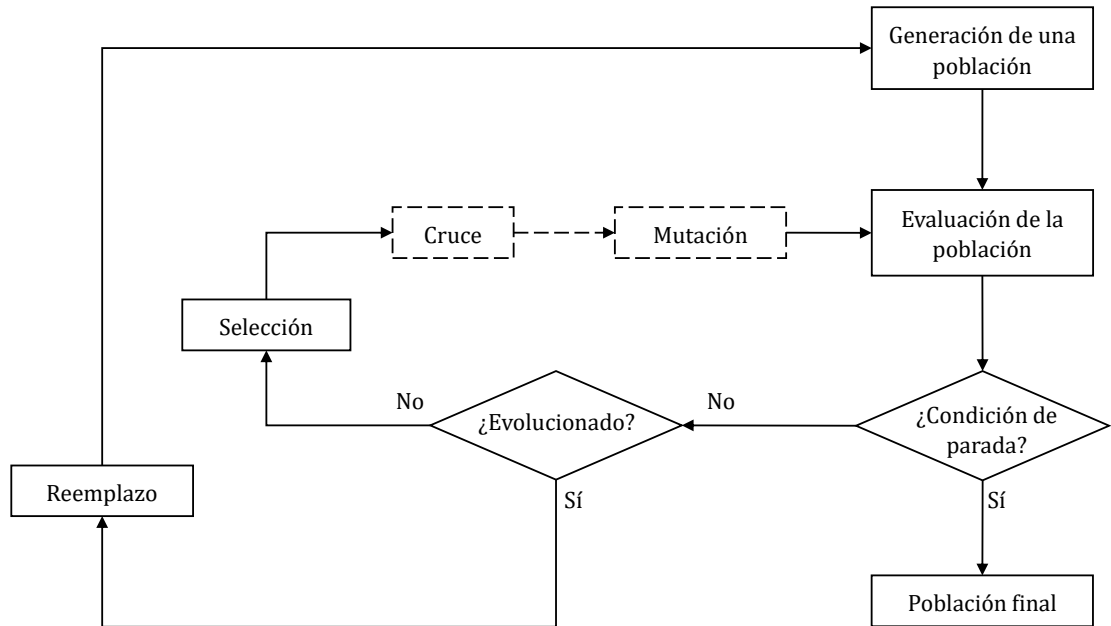 Generación de una
población
Cruce
Mutación
Evaluación de la
población
Selección
No
¿Evolucionado?
No
¿Condición de
parada?
Reemplazo
Sí
Sí
Población final